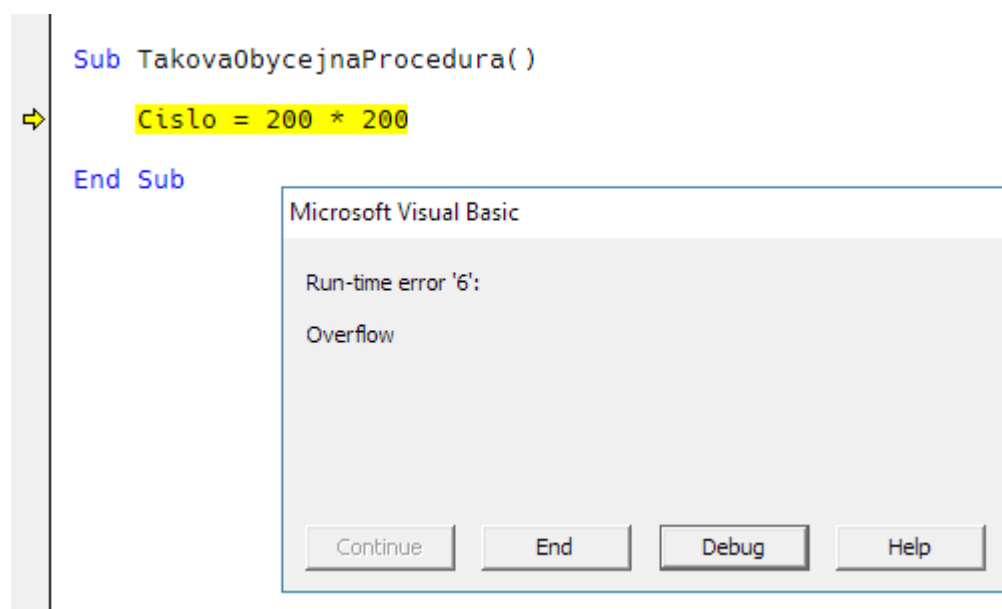 Sub TakovaObycejnaProcedura()
Cislo = 200 * 200
End Sub
Microsoft Visual Basic
Run-time error '6':
Overflow
Continue End Debug Help